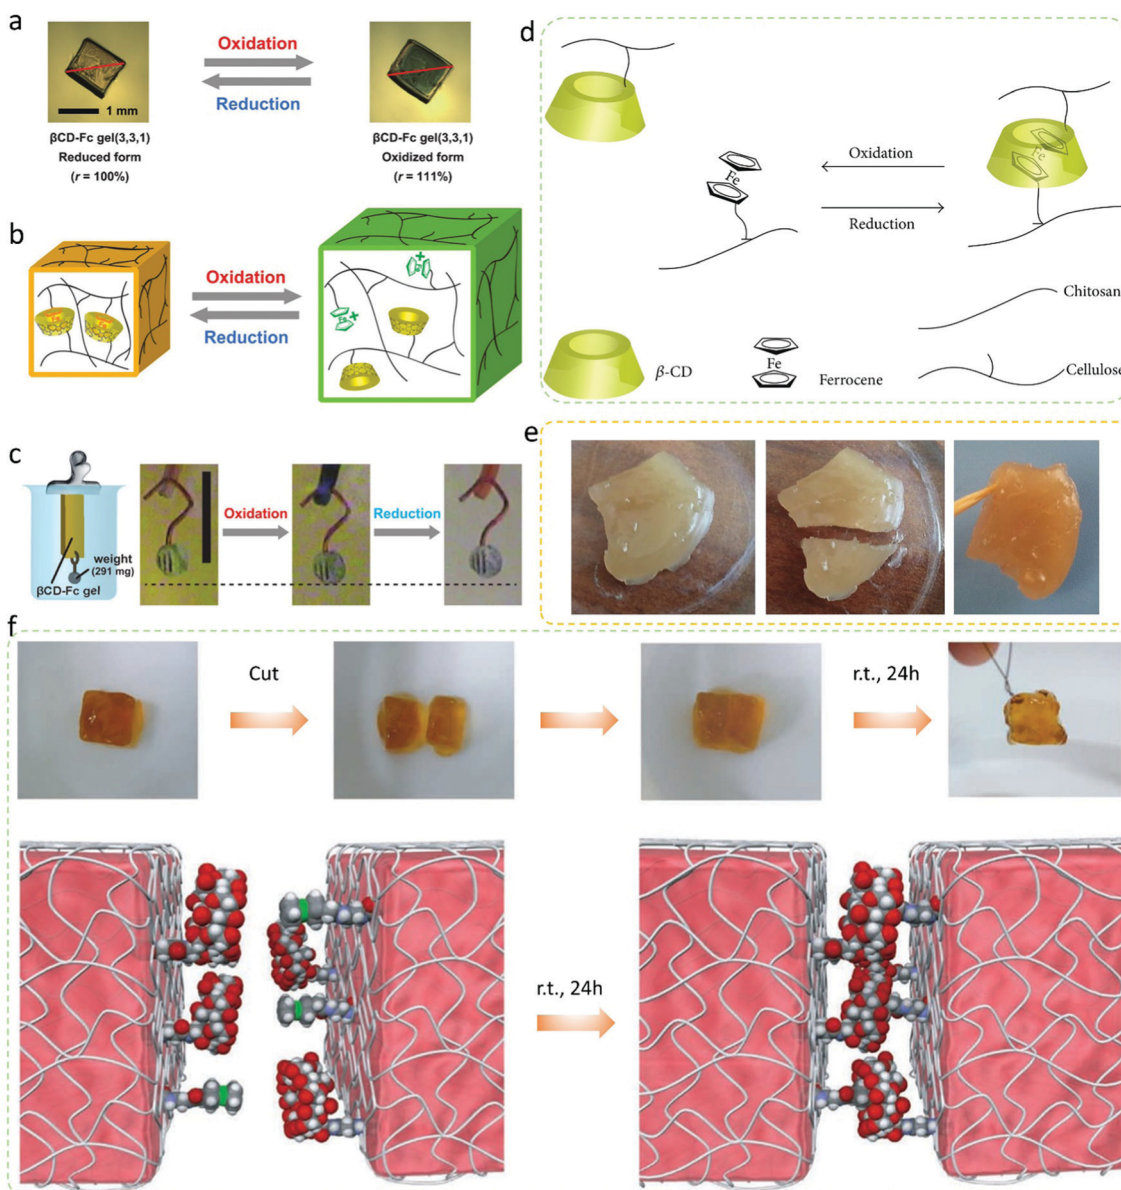 a
Oxidation
Reduction
1 mm
βCD-Fc gel(3,3,1)
Reduced form
(r = 100%)
βCD-Fc gel(3,3,1)
Oxidized form
(r = 111%)
b
Oxidation
Reduction
c
weight
(291 mg)
βCD-Fc gel
Oxidation
Reduction
d
Fe
Oxidation
Reduction
Fe
Chitosan
β-CD
Fe
Ferrocene
Cellulose
e
f
Cut
r.t., 24h
r.t., 24h